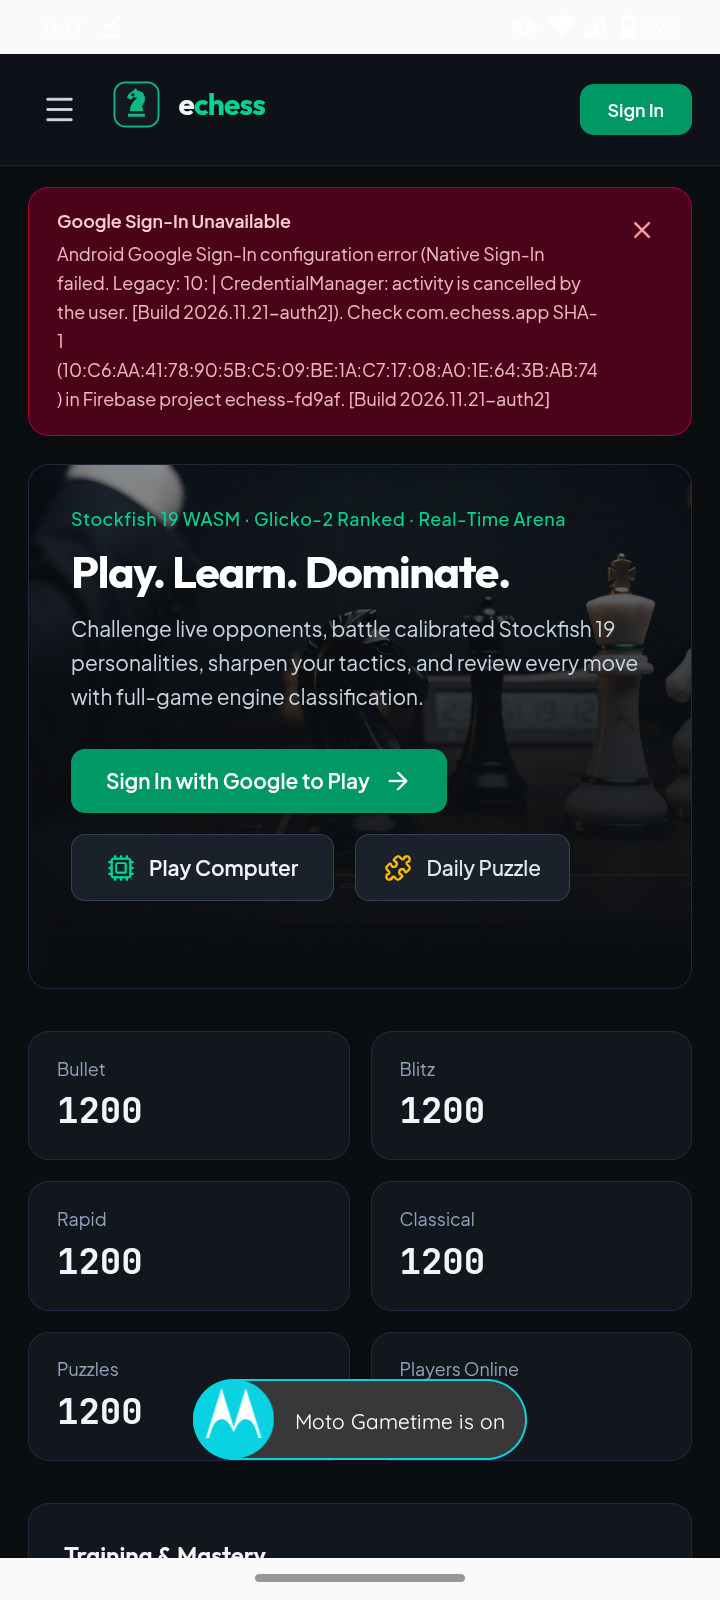 11:47
63%
echess
Sign In
Google Sign-In Unavailable
Android Google Sign-In configuration error (Native Sign-In
failed. Legacy: 10: | CredentialManager: activity is cancelled by
the user. [Build 2026.11.21-auth2]). Check com.echess.app SHA-
1
(10:C6:AA:41:78:90:5B:C5:09:BE:1A:C7:17:08:A0:1E:64:3B:AB:74
) in Firebase project echess-fd9af. [Build 2026.11.21-auth2]
Stockfish 19 WASM · Glicko-2 Ranked · Real-Time Arena
Play. Learn. Dominate.
Challenge live opponents, battle calibrated Stockfish 19
personalities, sharpen your tactics, and review every move
with full-game engine classification.
Sign In with Google to Play
Play Computer
Daily Puzzle
Bullet
1200
Blitz
1200
Rapid
1200
Classical
1200
Puzzles
1200
Players Online
Moto Gametime is on
Training & Mastery